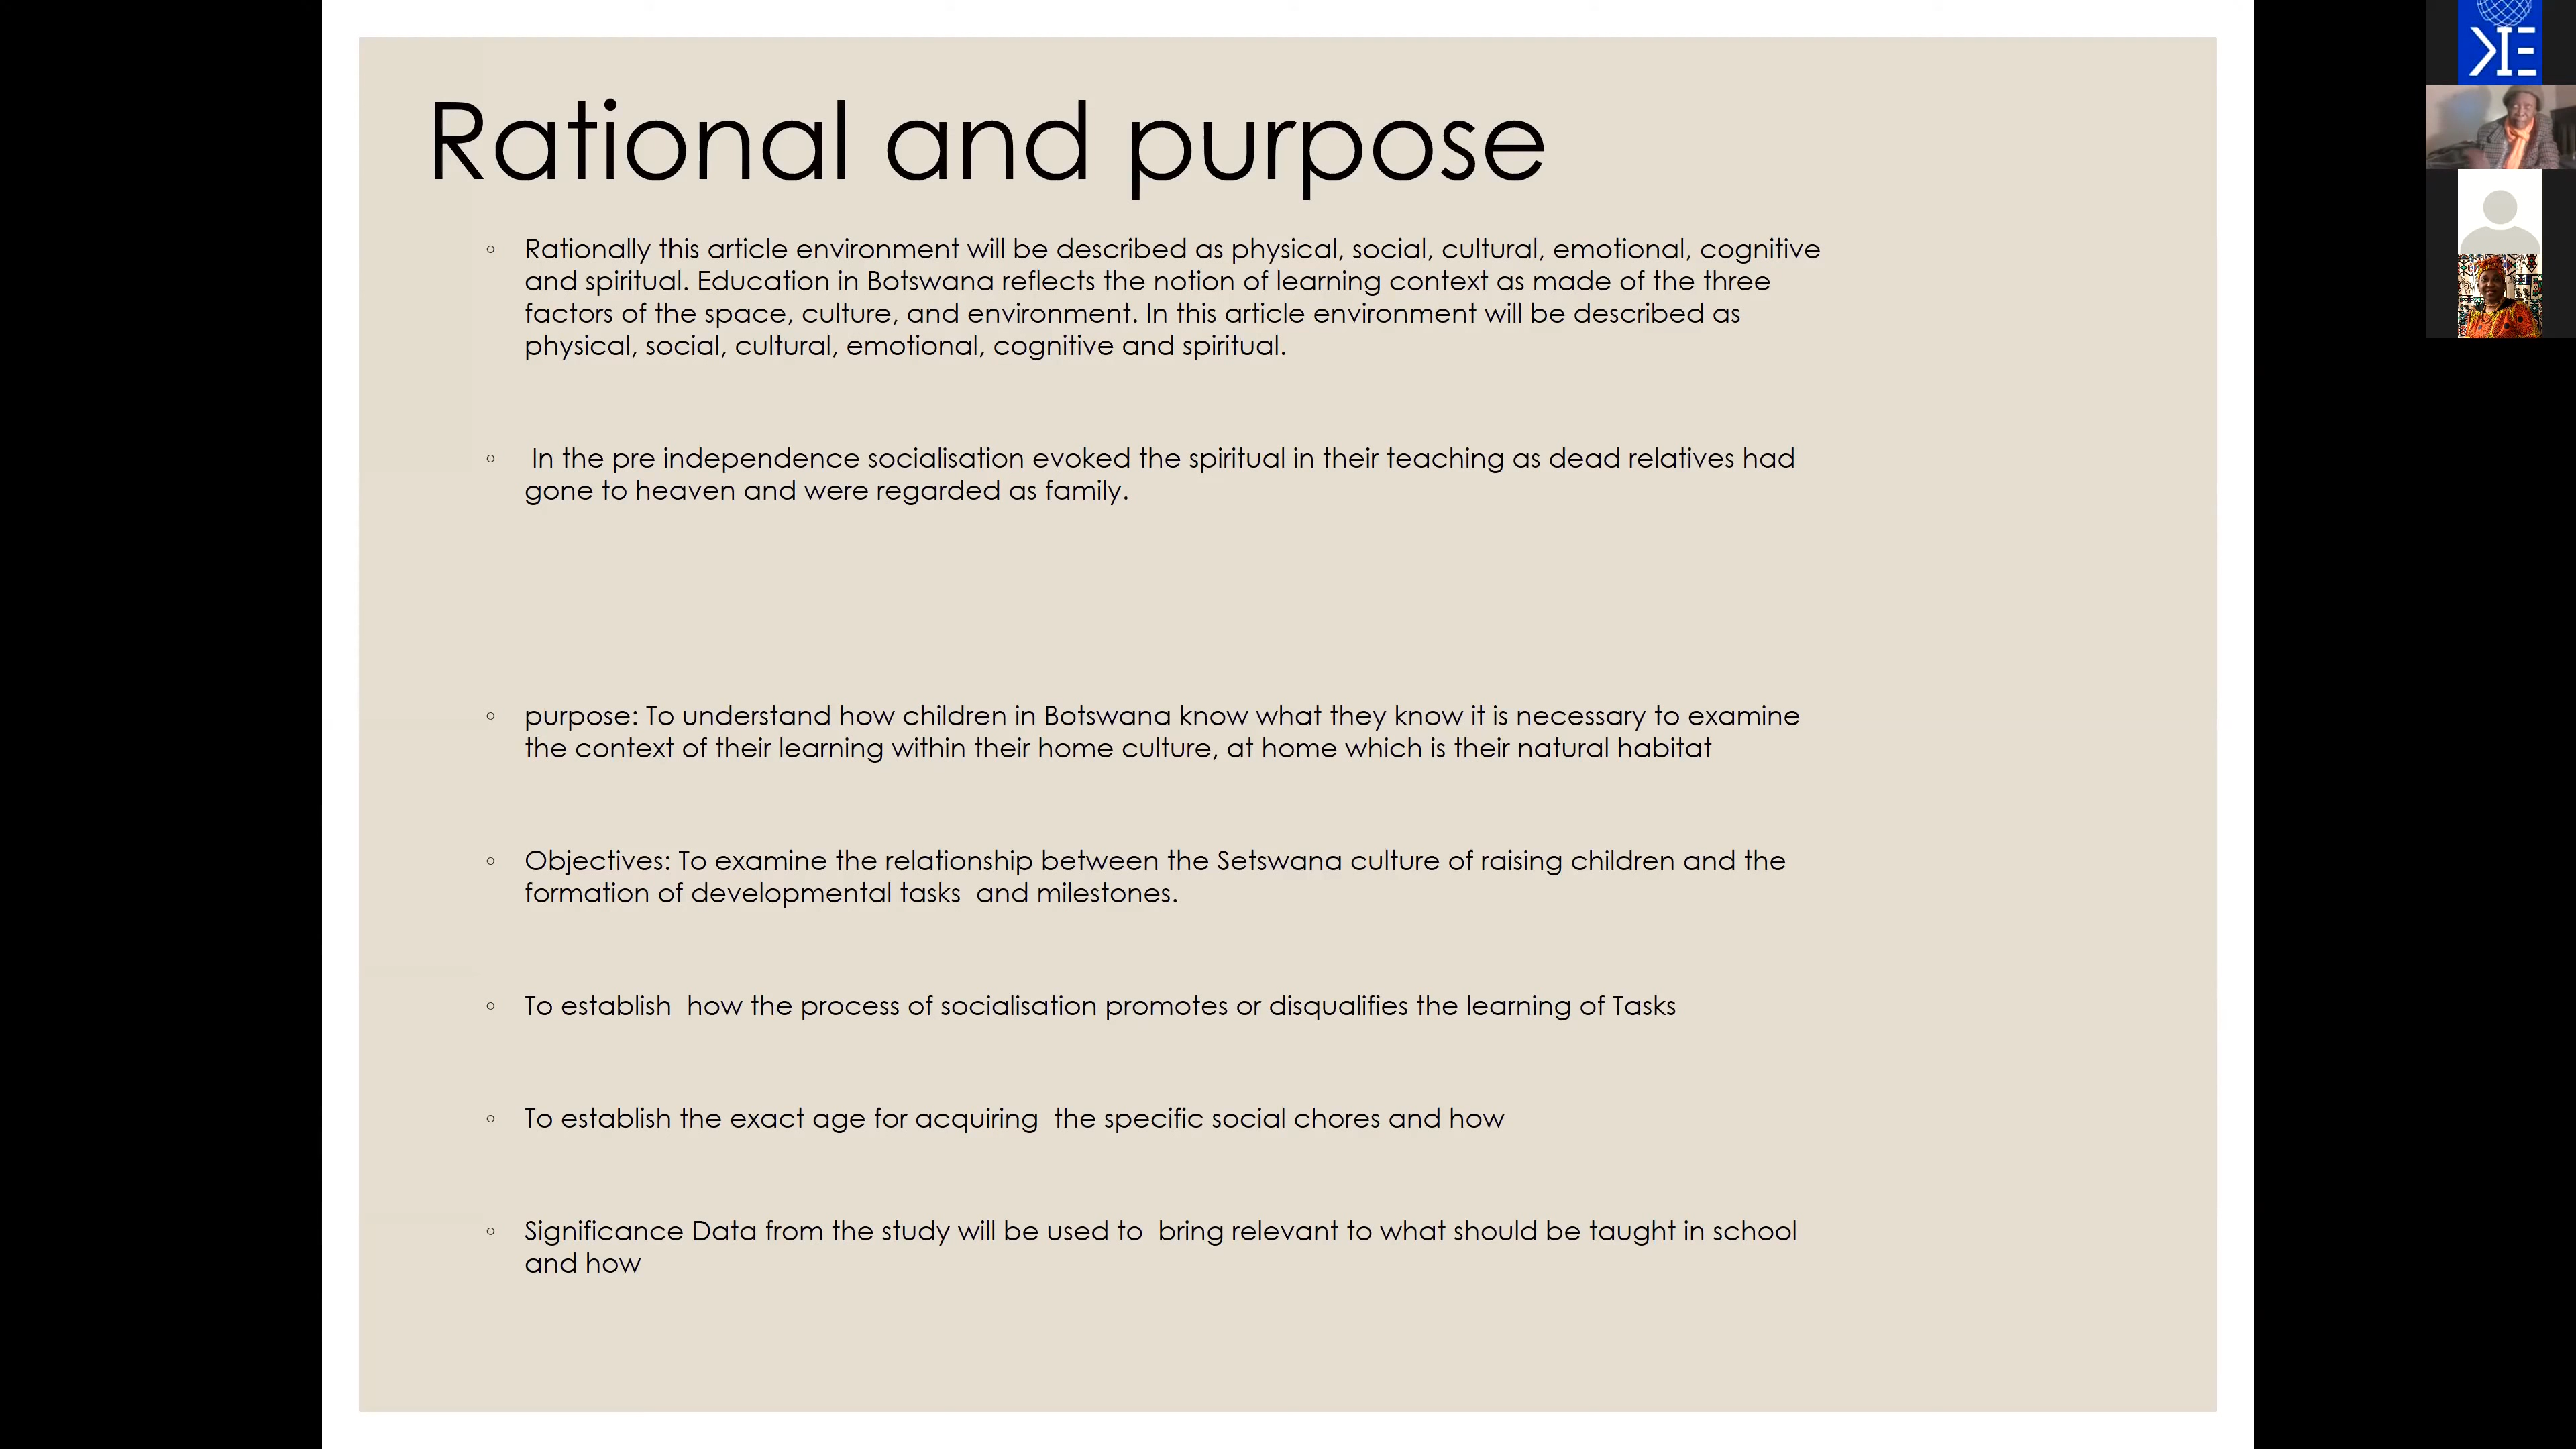 Rational and purpose
◦ Rationally this article environment will be described as physical, social, cultural, emotional, cognitive
and spiritual. Education in Botswana reflects the notion of learning context as made of the three
factors of the space, culture, and environment. In this article environment will be described as
physical, social, cultural, emotional, cognitive and spiritual.
◦ In the pre independence socialisation evoked the spiritual in their teaching as dead relatives had
gone to heaven and were regarded as family.
◦ purpose: To understand how children in Botswana know what they know it is necessary to examine
the context of their learning within their home culture, at home which is their natural habitat
◦ Objectives: To examine the relationship between the Setswana culture of raising children and the
formation of developmental tasks  and milestones.
◦ To establish  how the process of socialisation promotes or disqualifies the learning of Tasks
◦ To establish the exact age for acquiring  the specific social chores and how
◦ Significance Data from the study will be used to  bring relevant to what should be taught in school
and how